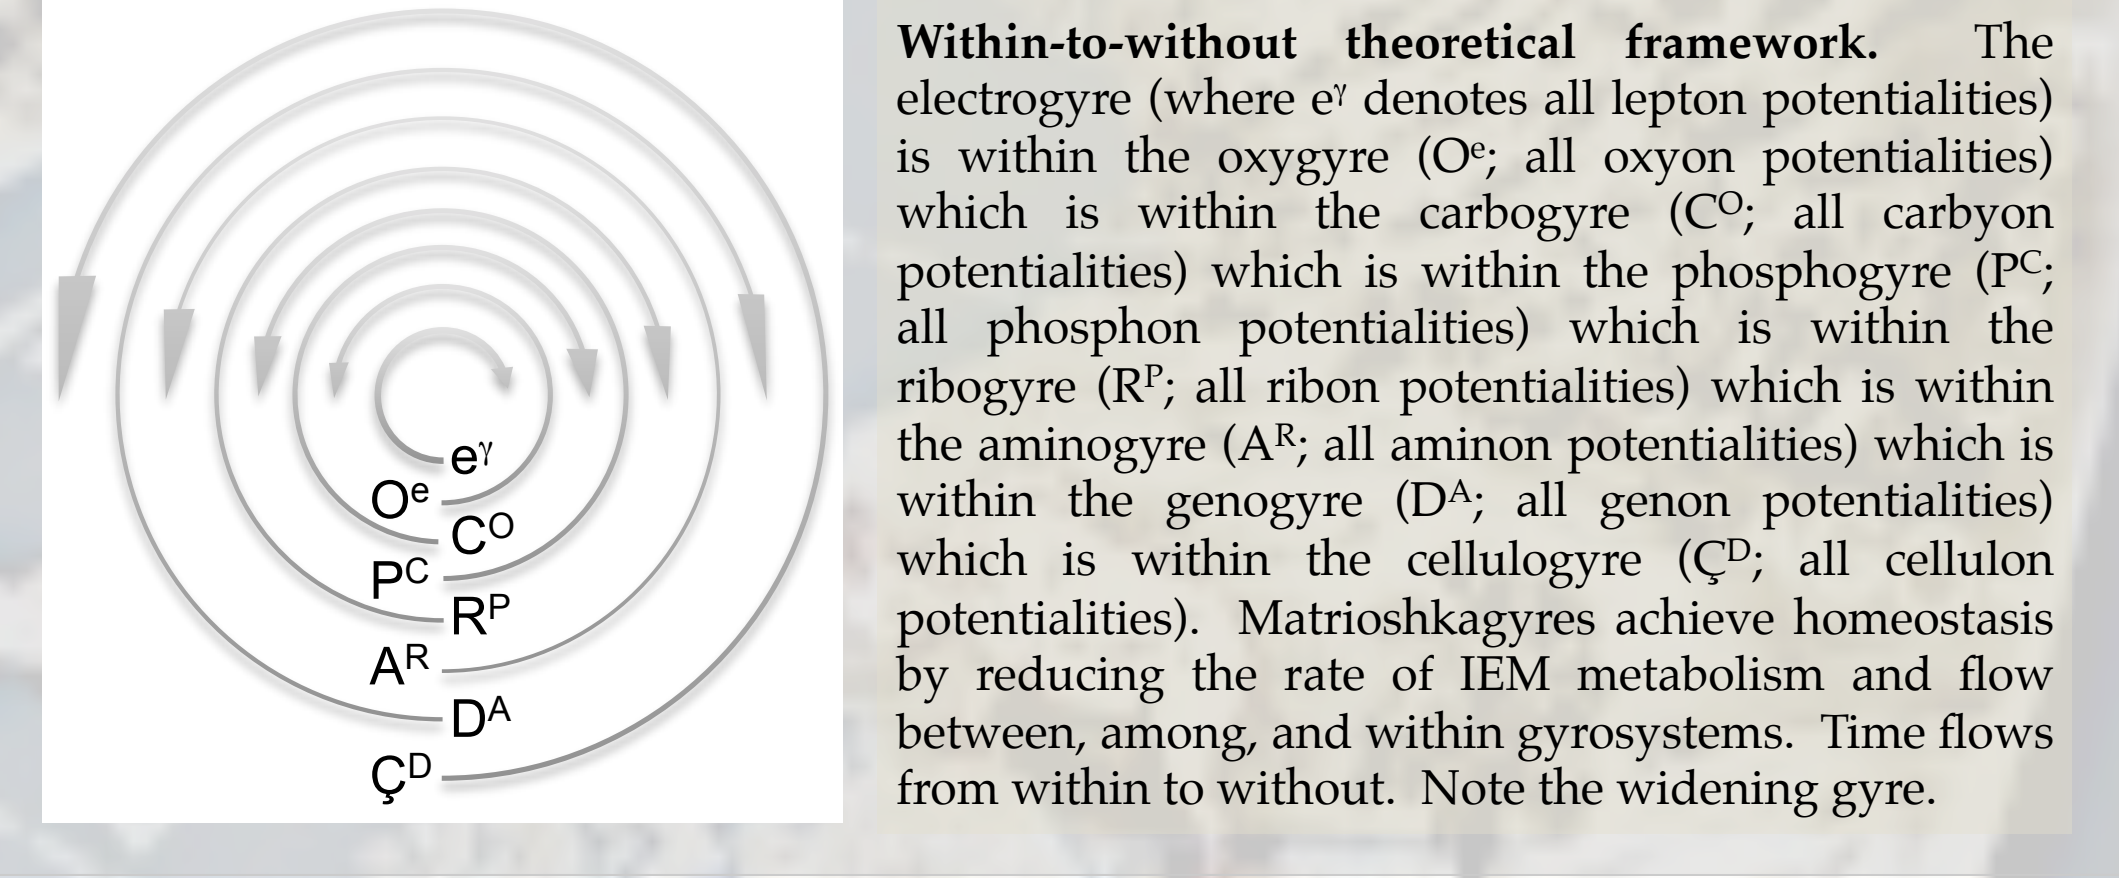 eᵞ
Oᵉ
Cᴼ
Pᶜ
Rᴾ
Aᴿ
Dᴬ
Çᴰ
Within-to-without theoretical framework. The
electrogyre (where eᵞ denotes all lepton potentialities)
is within the oxygyre (Oᵉ; all oxyon potentialities)
which is within the carbogyre (Cᴼ; all carbyon
potentialities) which is within the phosphogyre (Pᶜ;
all phosphon potentialities) which is within the
ribogyre (Rᴾ; all ribon potentialities) which is within
the aminogyre (Aᴿ; all aminon potentialities) which is
within the genogyre (Dᴬ; all genon potentialities)
which is within the cellulogyre (Çᴰ; all cellulon
potentialities). Matrioshkagyres achieve homeostasis
by reducing the rate of IEM metabolism and flow
between, among, and within gyrosystems. Time flows
from within to without. Note the widening gyre.